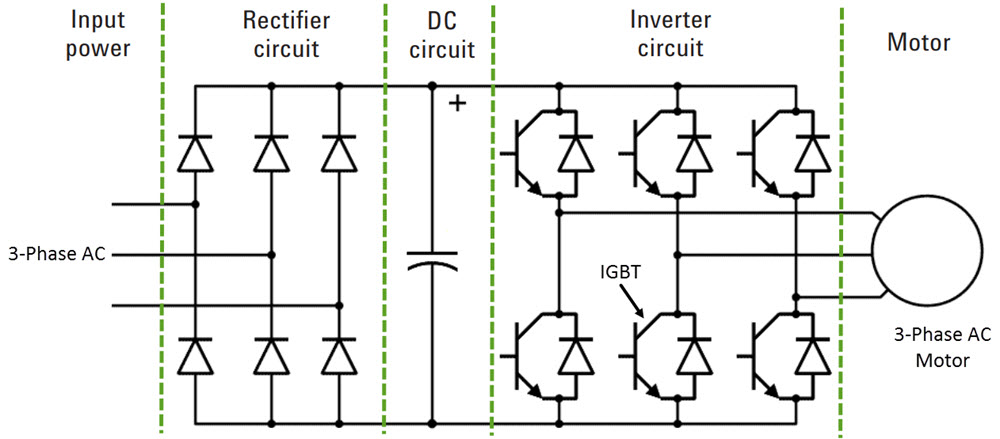 Input
power
Rectifier
circuit
DC
circuit
Inverter
circuit
Motor
+
3-Phase AC
IGBT
3-Phase AC
Motor